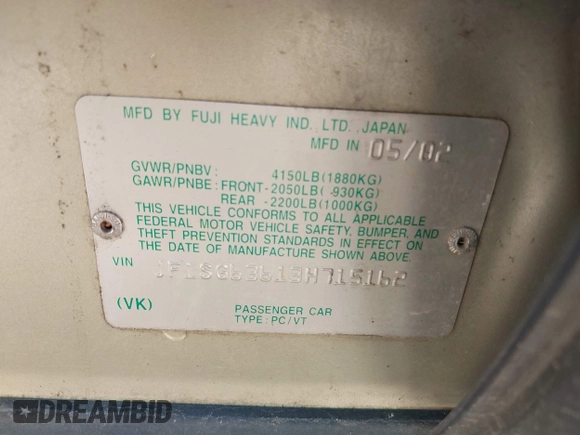 MFD BY FUJI HEAVY IND. LTD. JAPAN
MFD IN 05/02
GVWR/PNBV : 4150LB(1880KG)
GAWR/PNBE: FRONT-2050LB( 930KG)
REAR -2200LB(1000KG)
THIS VEHICLE CONFORMS TO ALL APPLICABLE
FEDERAL MOTOR VEHICLE SAFETY, BUMPER, AND
THEFT PREVENTION STANDARDS IN EFFECT ON
THE DATE OF MANUFACTURE SHOWN ABOVE.
VIN JF1SG63613H715162
(VK)
PASSENGER CAR
TYPE:PC/VT
DREAMBID